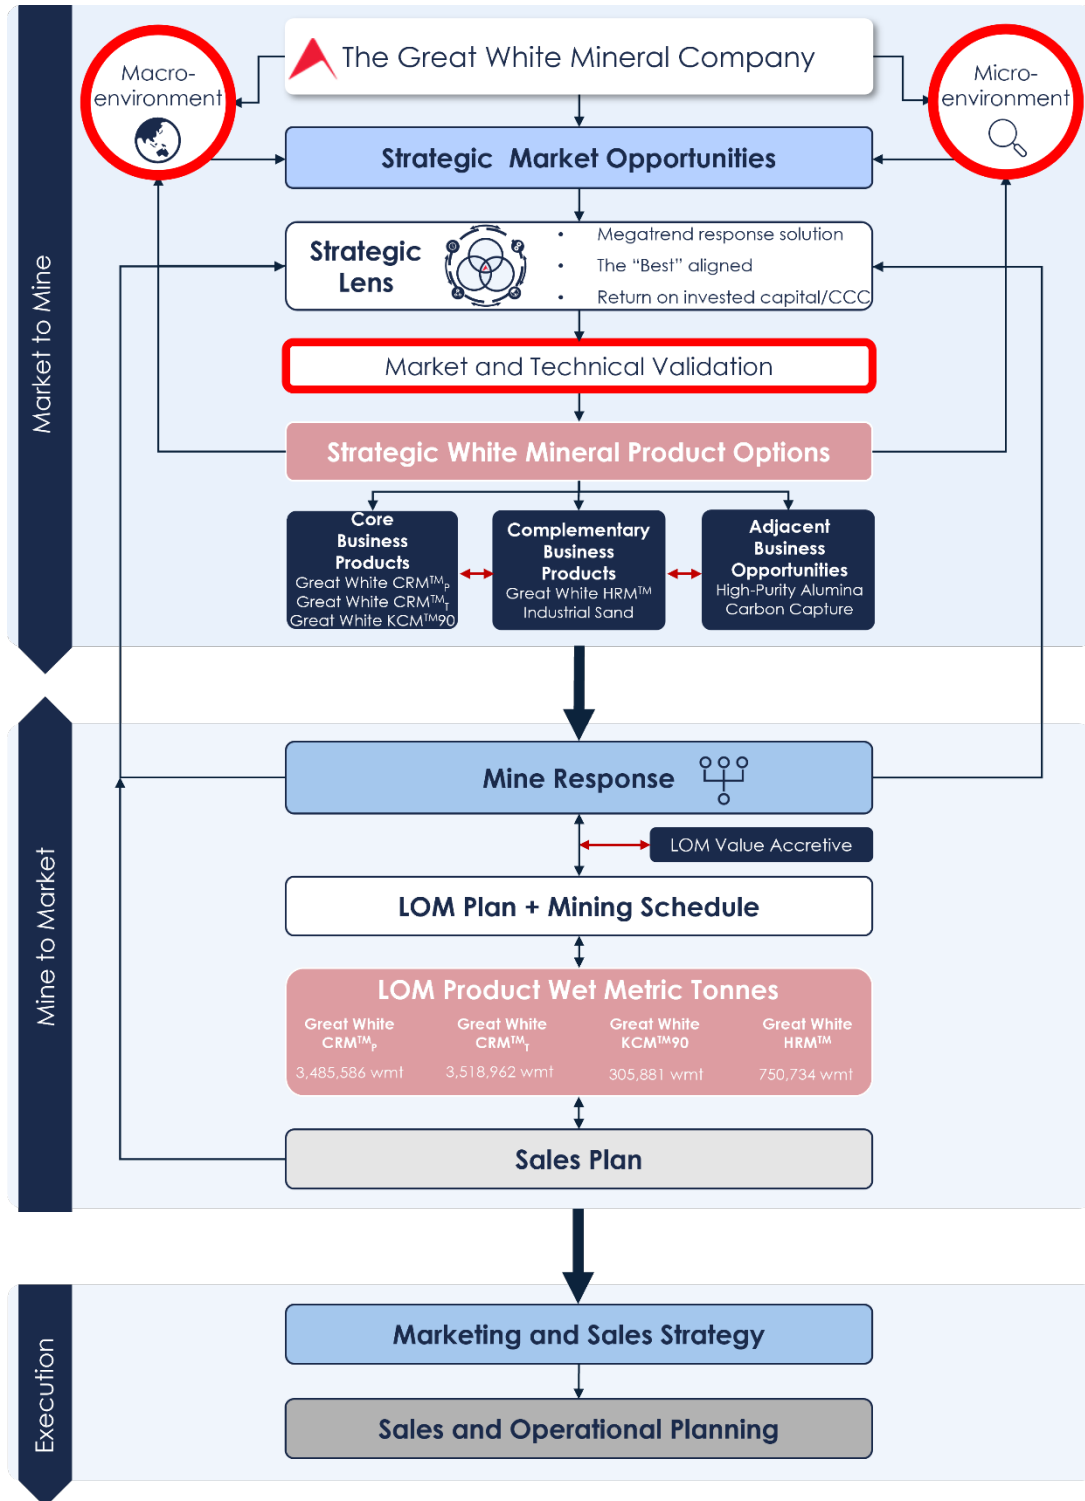 The Great White Mineral Company
Macro-
environment
Micro-
environment
Strategic Market Opportunities
Strategic
Lens
• Megatrend response solution
• The “Best” aligned
• Return on invested capital/CCC
Market and Technical Validation
Strategic White Mineral Product Options
Core
Business
Products
Great White CRM™P
Great White CRM™T
Great White KCM™90
Complementary
Business
Products
Great White HRM™
Industrial Sand
Adjacent
Business
Opportunities
High-Purity Alumina
Carbon Capture
Market to Mine
Mine Response
LOM Value Accretive
LOM Plan + Mining Schedule
LOM Product Wet Metric Tonnes
Great White
CRM™P
3,485,586 wmt
Great White
CRM™T
3,518,962 wmt
Great White
KCM™90
305,881 wmt
Great White
HRM™
750,734 wmt
Sales Plan
Mine to Market
Marketing and Sales Strategy
Sales and Operational Planning
Execution